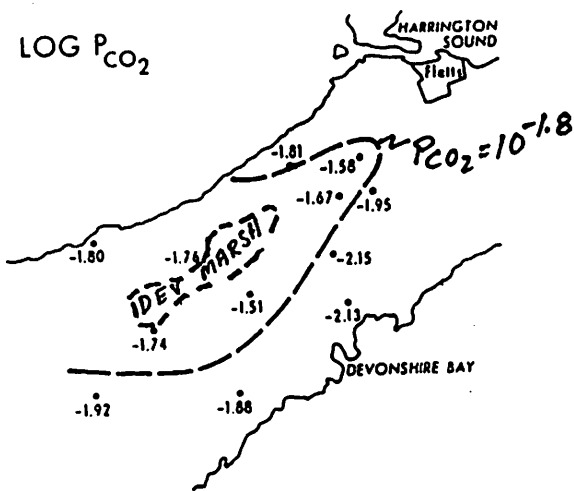 LOG PCO2
HARRINGTON
SOUND
Flatts
PCO2=10-1.8
-1.81
-1.58
-1.67
-1.95
-1.80
-1.76
-2.15
DEV MARSH
-1.51
-2.13
-1.74
DEVONSHIRE BAY
-1.92
-1.88